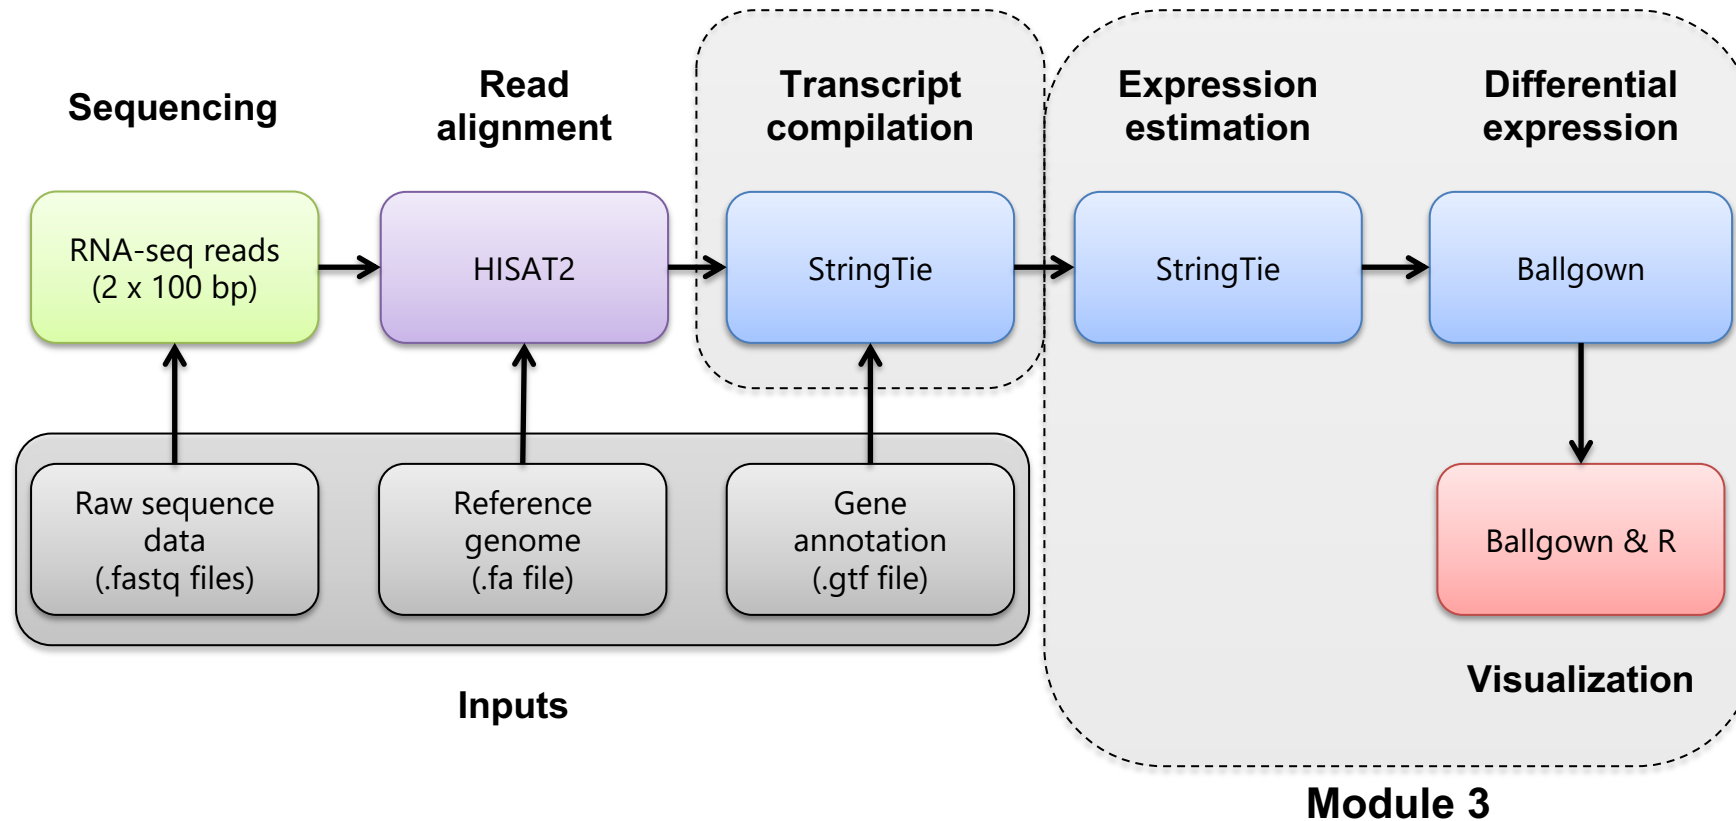 Sequencing
Read
alignment
Transcript
compilation
Expression
estimation
Differential
expression
RNA-seq reads
(2 x 100 bp)
HISAT2
StringTie
StringTie
Ballgown
Raw sequence
data
(.fastq files)
Reference
genome
(.fa file)
Gene
annotation
(.gtf file)
Ballgown & R
Inputs
Visualization
Module 3